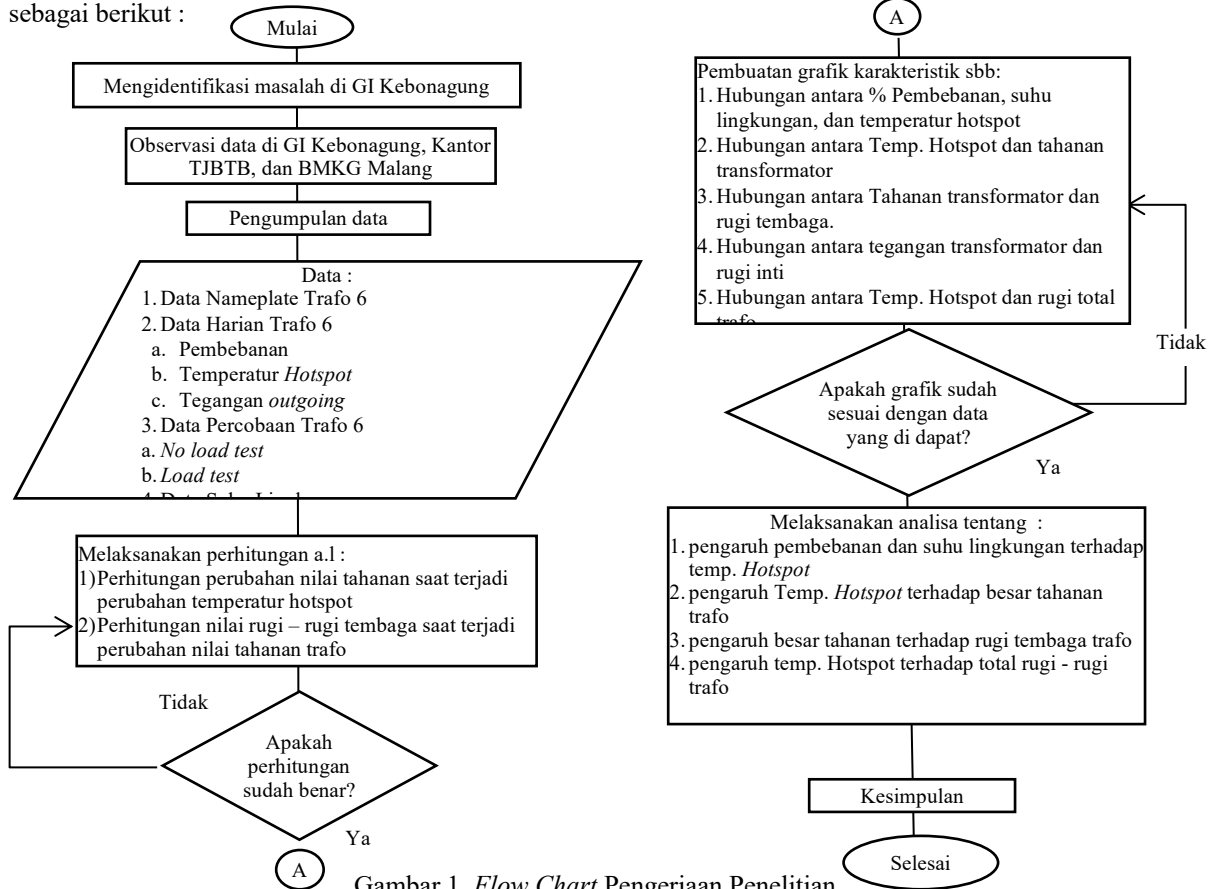 sebagai berikut :
Mulai
Mengidentifikasi masalah di GI Kebonagung
Observasi data di GI Kebonagung, Kantor
TJBTB, dan BMKG Malang
Pengumpulan data
Data :
1. Data Nameplate Trafo 6
2. Data Harian Trafo 6
a. Pembebanan
b. Temperatur Hotspot
c. Tegangan outgoing
3. Data Percobaan Trafo 6
a. No load test
b. Load test
Melaksanakan perhitungan a.l :
1)Perhitungan perubahan nilai tahanan saat terjadi
perubahan temperatur hotspot
2)Perhitungan nilai rugi – rugi tembaga saat terjadi
perubahan nilai tahanan trafo
Tidak
Apakah
perhitungan
sudah benar?
Ya
A
A
Pembuatan grafik karakteristik sbb:
1. Hubungan antara % Pembebanan, suhu
lingkungan, dan temperatur hotspot
2. Hubungan antara Temp. Hotspot dan tahanan
transformator
3. Hubungan antara Tahanan transformator dan
rugi tembaga.
4. Hubungan antara tegangan transformator dan
rugi inti
5. Hubungan antara Temp. Hotspot dan rugi total
trafo
Tidak
Apakah grafik sudah
sesuai dengan data
yang di dapat?
Ya
Melaksanakan analisa tentang :
1. pengaruh pembebanan dan suhu lingkungan terhadap
temp. Hotspot
2. pengaruh Temp. Hotspot terhadap besar tahanan
trafo
3. pengaruh besar tahanan terhadap rugi tembaga trafo
4. pengaruh temp. Hotspot terhadap total rugi - rugi
trafo
Kesimpulan
Selesai
Gambar 1. Flow Chart Pengerjaan Penelitian